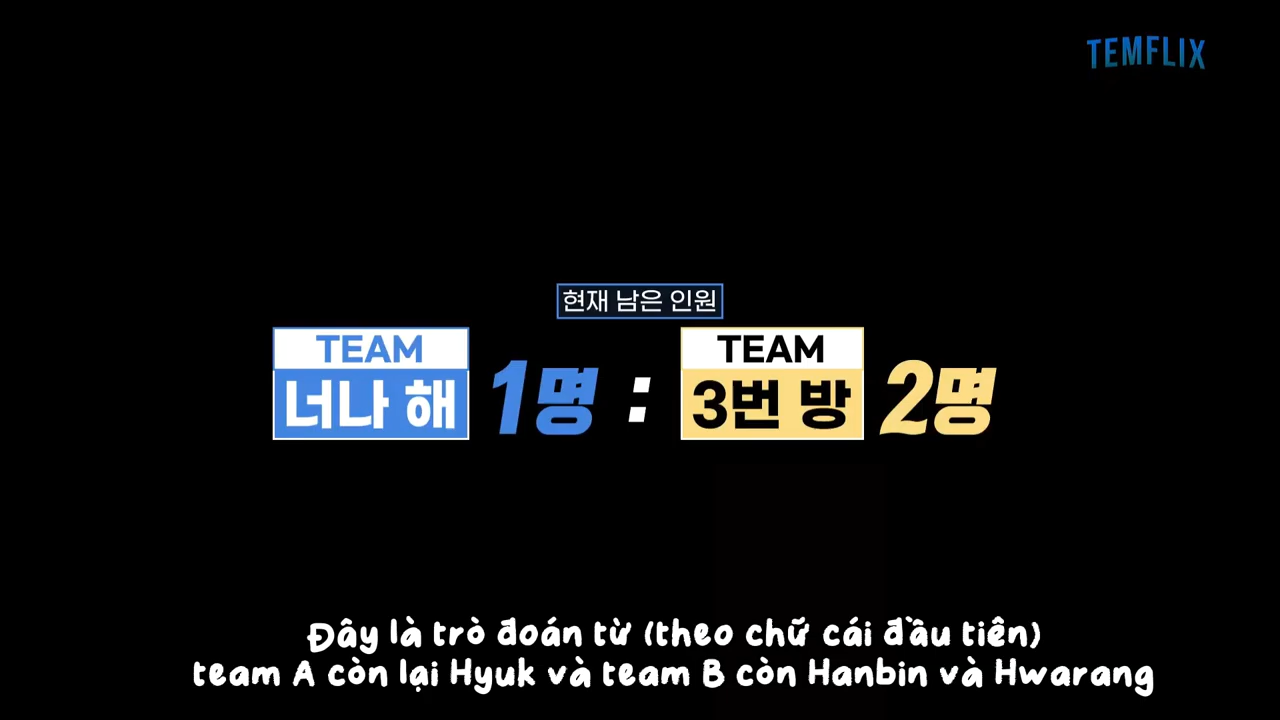 TEMFLIX
현재 남은 인원
TEAM
너나 해
1명
:
TEAM
3번 방
2명
Đây là trò đoán từ (theo chữ cái đầu tiên)
team A còn lại Hyuk và team B còn Hanbin và Hwarang